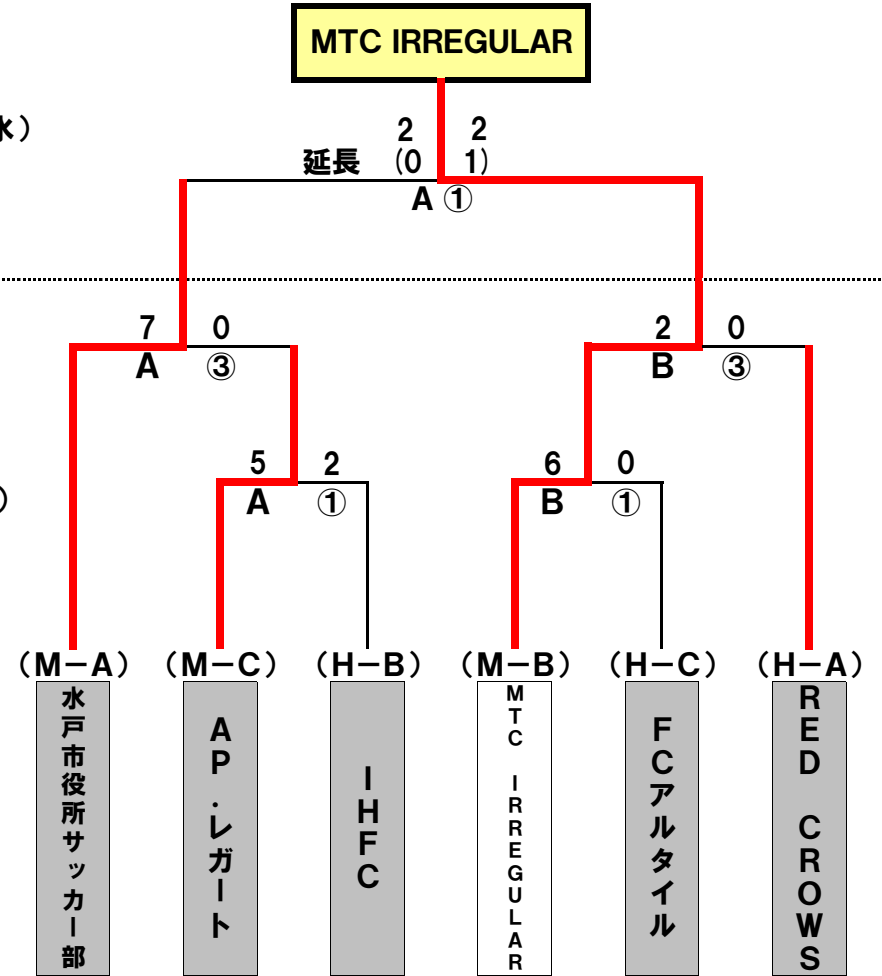 MTC IRREGULAR
水）
2 2
延長 （0 1）
A ①
7 0 2 0
A ③ B ③
5 2 6 0
A ① B ①
）
（M－A） （M－C） （H－B） （M－B） （H－C） （H－A）
水戸市役所サッカー部
AP.レガート
IHFC
MTC IRREGULAR
FCアルタイル
RED CROWS